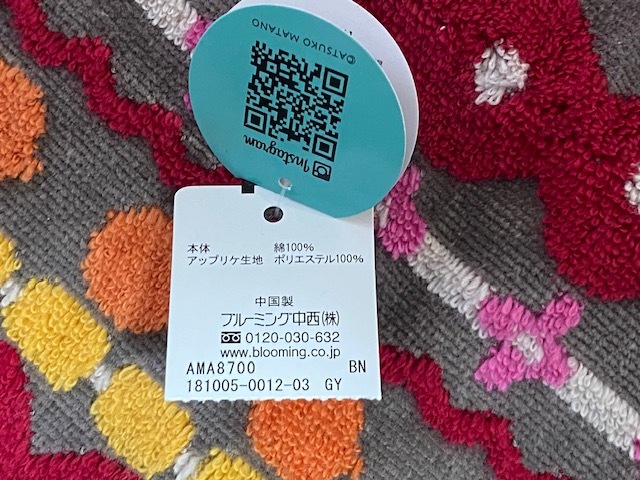 ©ATSUKO MATANO
Instagram
本体 綿100%
アップリケ生地 ポリエステル100%
中国製
ブルーミング中西(株)
0120-030-632
www.blooming.co.jp
AMA8700 BN
181005-0012-03 GY